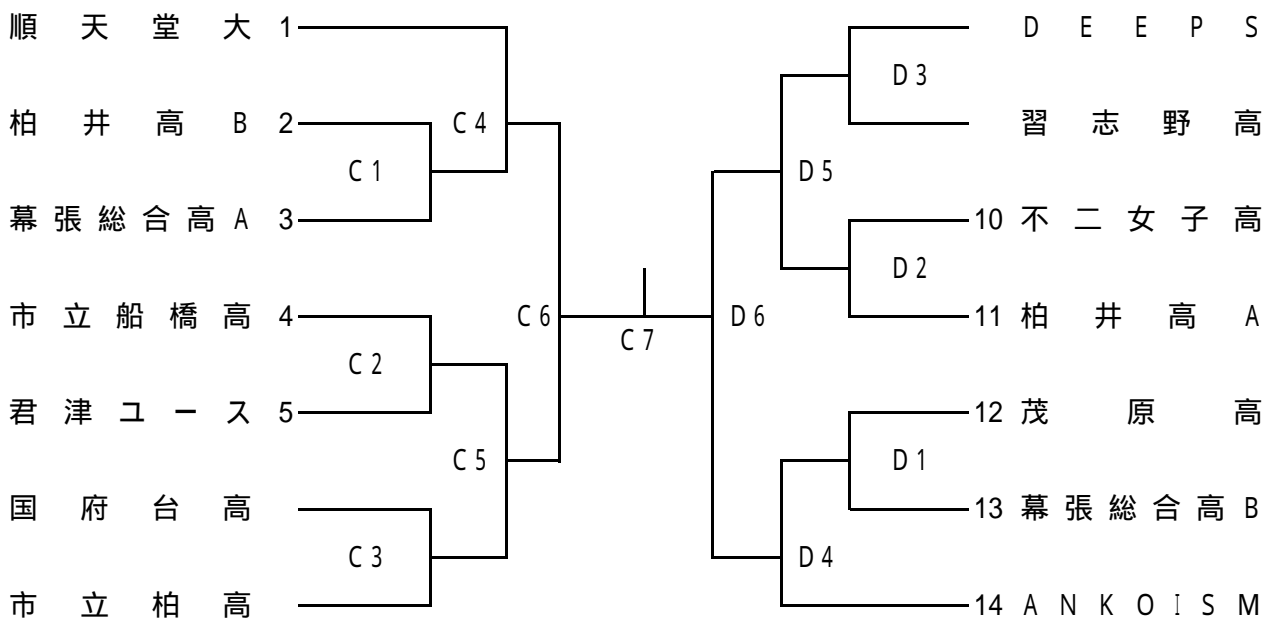 順天堂大 1
柏井高B 2
幕張総合高A 3
市立船橋高 4
君津ユース 5
国府台高
市立柏高
C1
C2
C3
C4
C5
C6
C7
D6
D5
D4
D3
D2
D1
DEEPS
習志野高
10 不二女子高
11 柏井高A
12 茂原高
13 幕張総合高B
14 ANKOISM